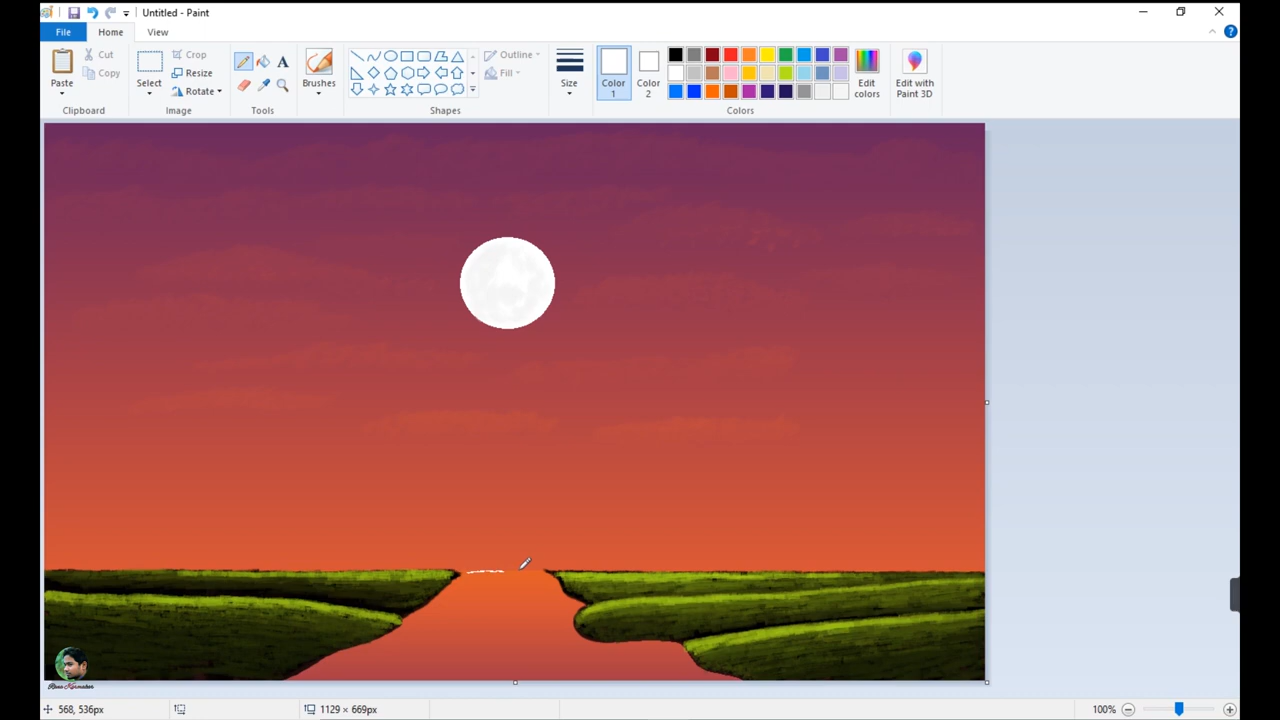 Untitled - Paint
File
Home
View
Paste
Cut
Copy
Clipboard
Select
Crop
Resize
Rotate
Image
Tools
Brushes
Outline
Fill
Shapes
Size
Color
1
Color
2
Edit
colors
Colors
Edit with
Paint 3D
568, 536px
1129 × 669px
100%